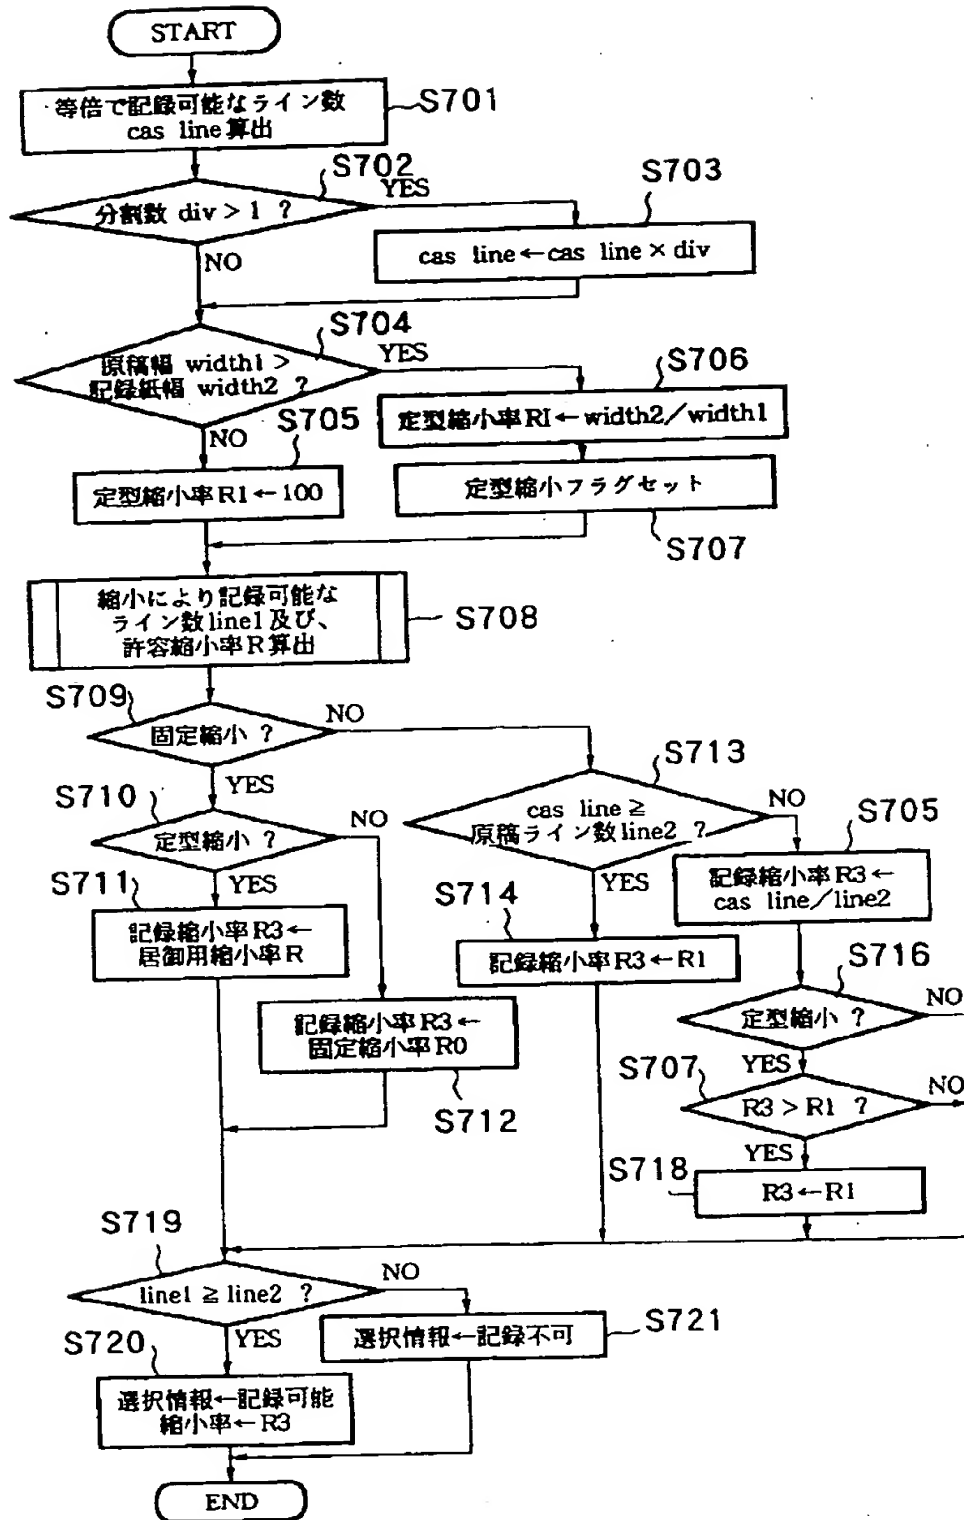 START
等倍で記録可能なライン数
cas line算出
S701
S702
分割数 div > 1 ?
YES
NO
S703
cas line←cas line×div
S704
原稿幅 width1 >
記録紙幅 width2 ?
YES
NO
S705
定型縮小率R1←100
S706
定型縮小率RI←width2/width1
定型縮小フラグセット
S707
縮小により記録可能な
ライン数line1及び、
許容縮小率R算出
S708
S709
固定縮小 ?
NO
YES
S710
定型縮小 ?
NO
YES
S711
記録縮小率R3←
居御用縮小率R
記録縮小率R3←
固定縮小率R0
S712
S713
cas line ≧
原稿ライン数line2 ?
NO
YES
S714
記録縮小率R3←R1
S705
記録縮小率R3←
cas line/line2
S716
定型縮小 ?
NO
YES
S707
R3 > R1 ?
NO
YES
S718
R3←R1
S719
line1 ≧ line2 ?
NO
YES
S720
選択情報←記録可能
縮小率←R3
選択情報←記録不可
S721
END